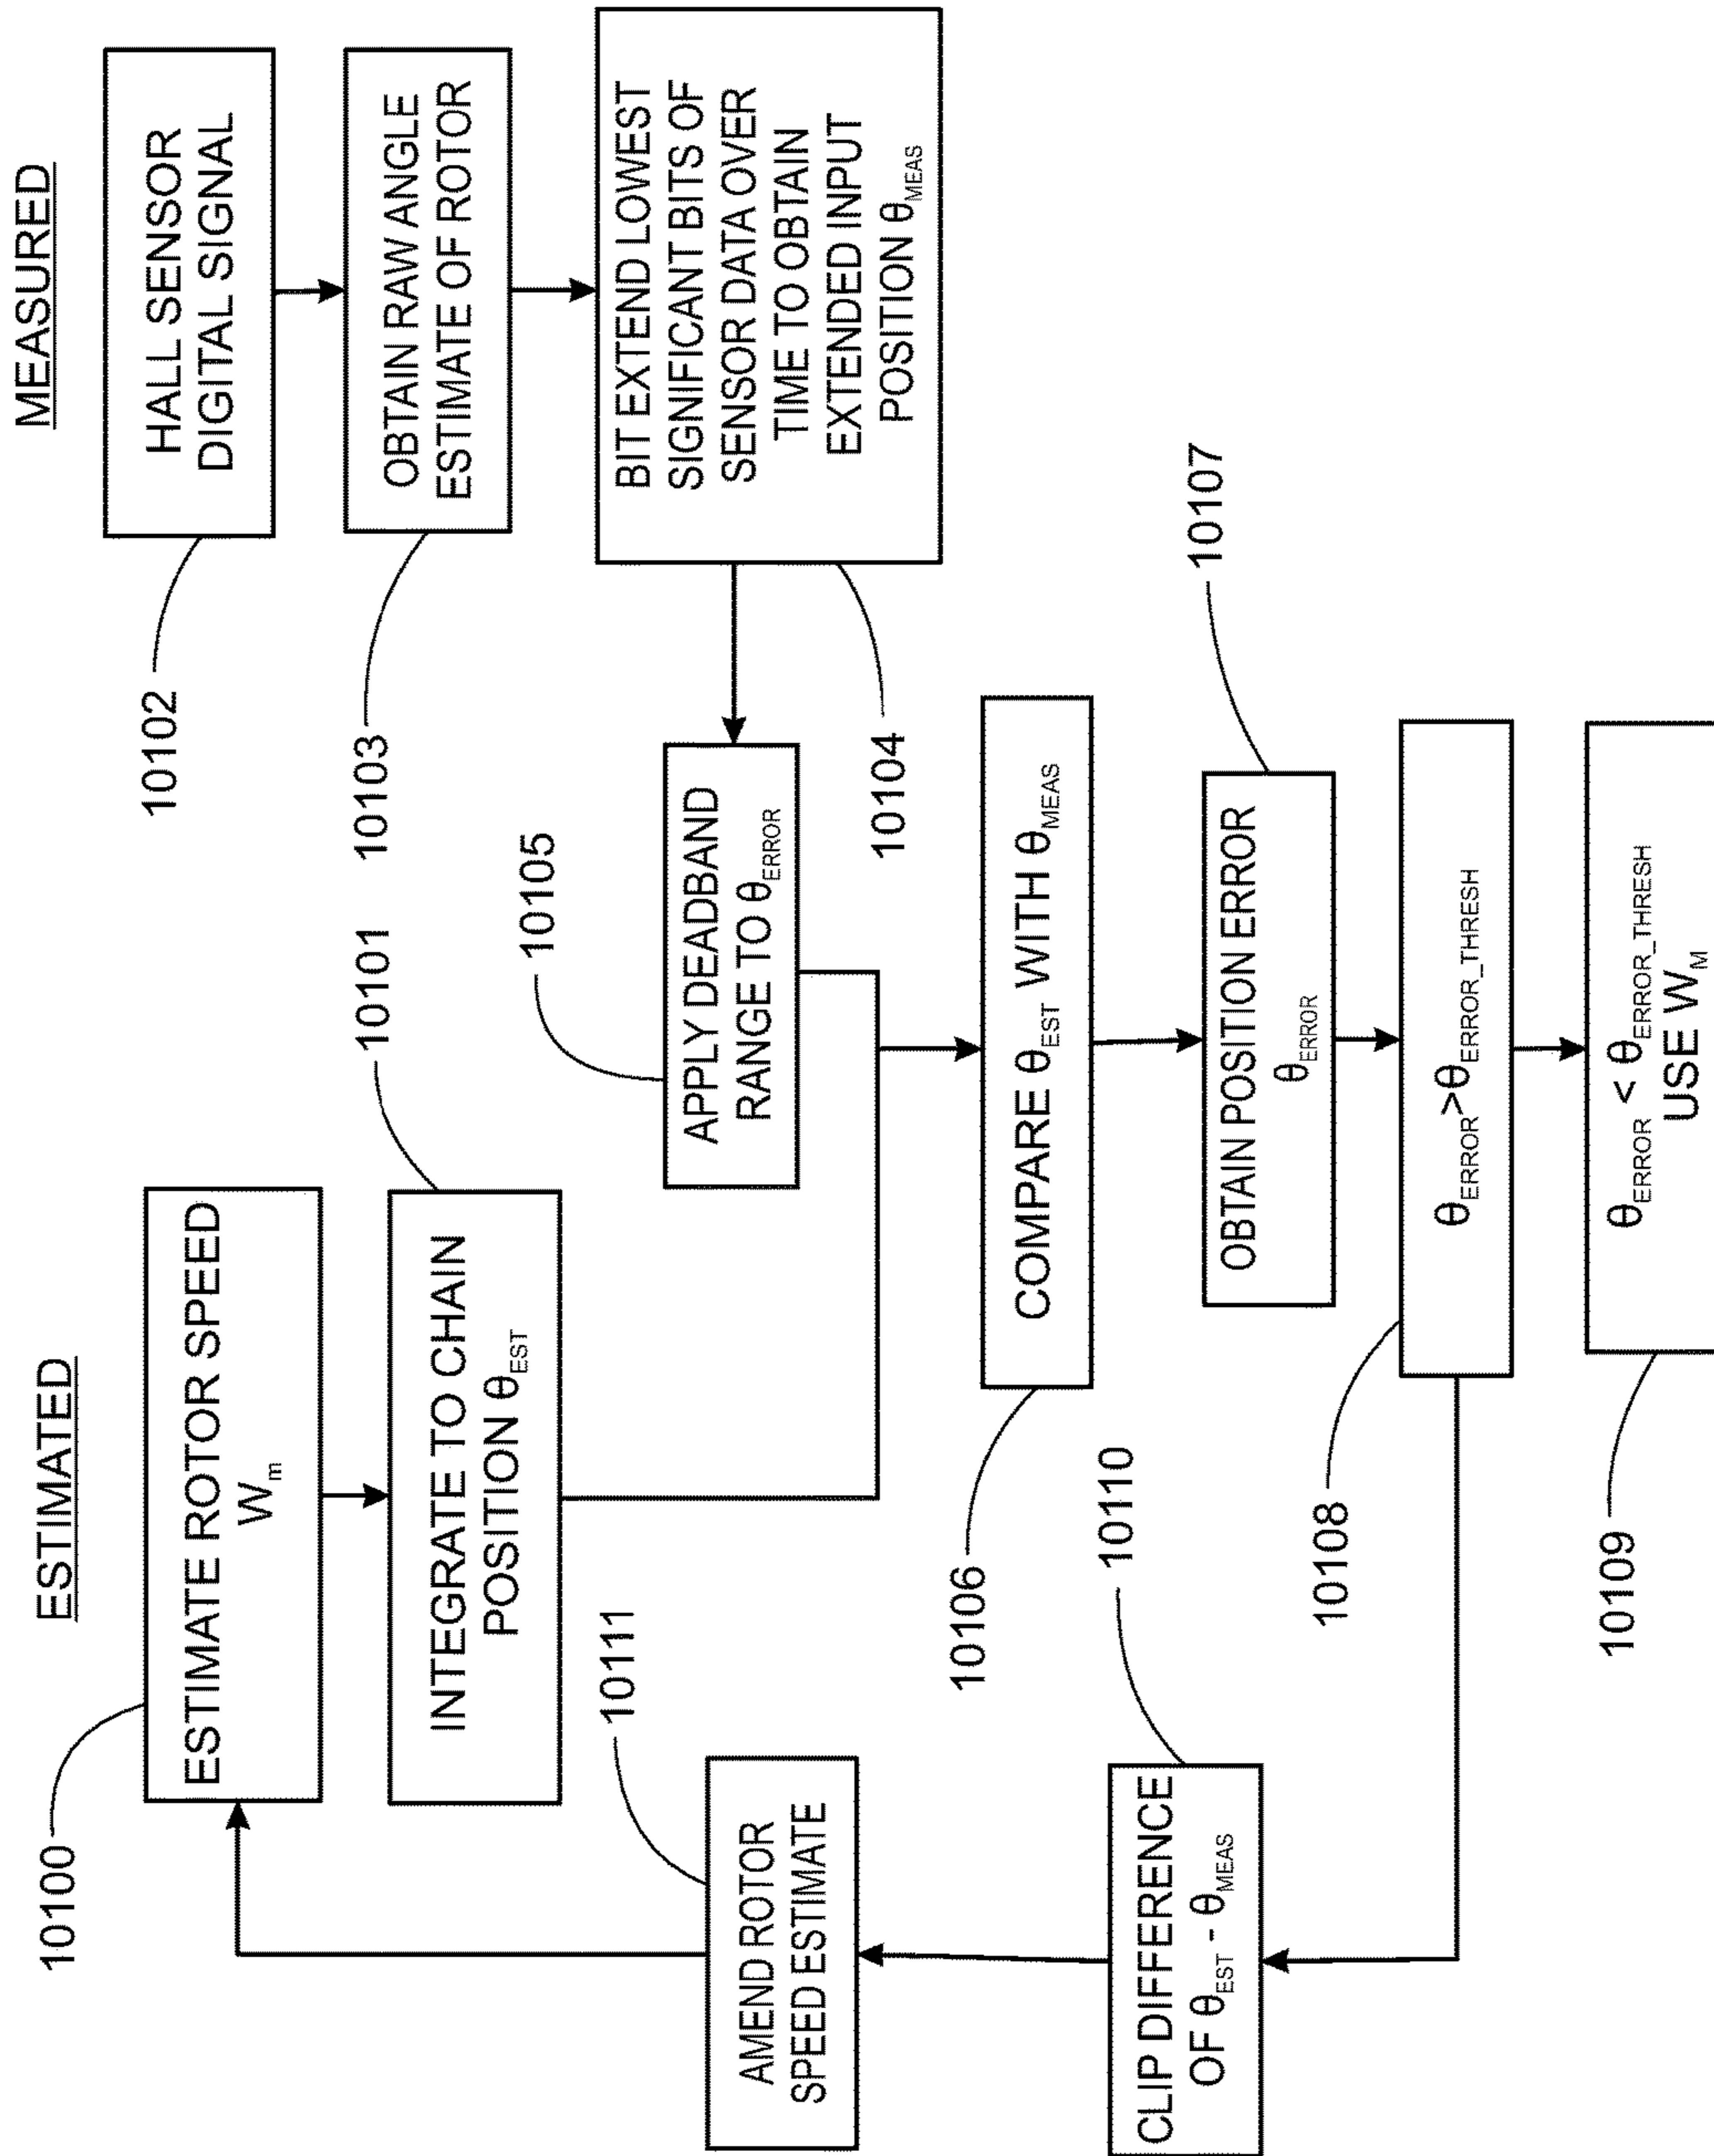 ESTIMATED
MEASURED
10100
ESTIMATE ROTOR SPEED
Wm
10101
INTEGRATE TO CHAIN
POSITION θEST
10102
HALL SENSOR
DIGITAL SIGNAL
10103
OBTAIN RAW ANGLE
ESTIMATE OF ROTOR
10104
BIT EXTEND LOWEST
SIGNIFICANT BITS OF
SENSOR DATA OVER
TIME TO OBTAIN
EXTENDED INPUT
POSITION θMEAS
10105
APPLY DEADBAND
RANGE TO θERROR
10106
COMPARE θEST WITH θMEAS
10107
OBTAIN POSITION ERROR
θERROR
10108
θERROR>θERROR_THRESH
10109
θERROR < θERROR_THRESH
USE WM
10110
CLIP DIFFERENCE
OF θEST - θMEAS
10111
AMEND ROTOR
SPEED ESTIMATE